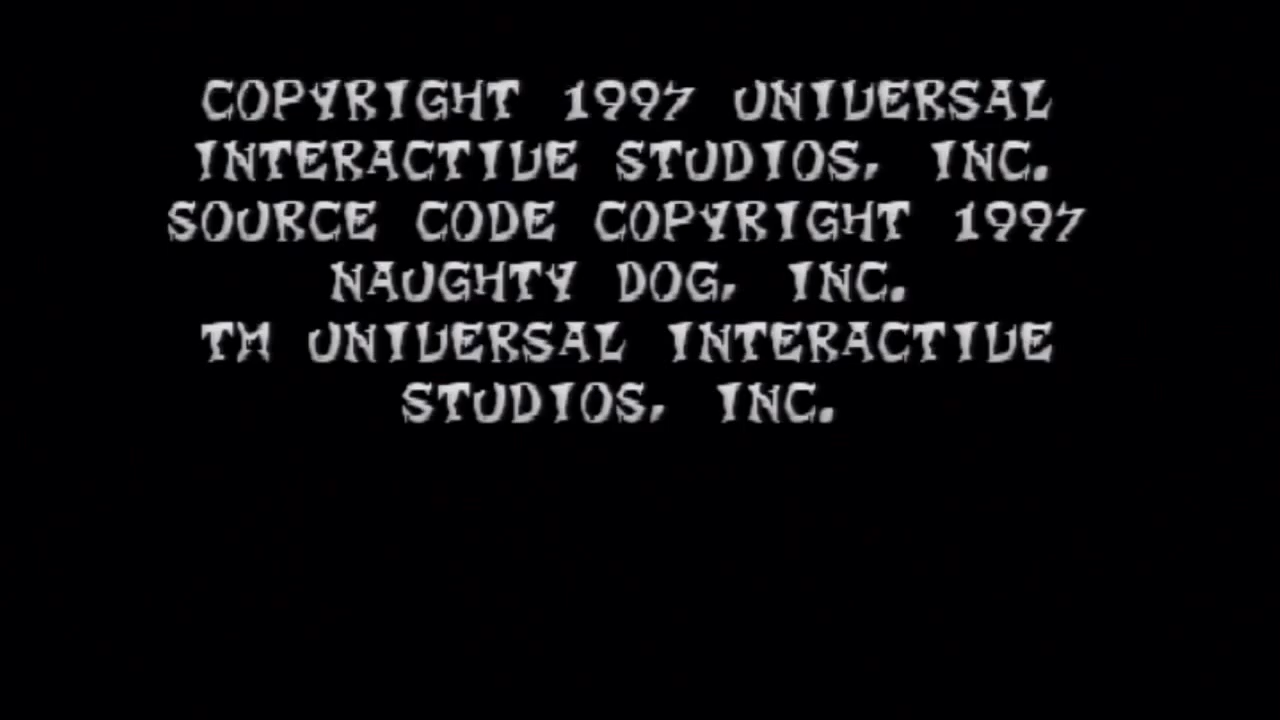 COPYRIGHT 1997 UNIVERSAL
INTERACTIVE STUDIOS, INC.
SOURCE CODE COPYRIGHT 1997
NAUGHTY DOG, INC.
TM UNIVERSAL INTERACTIVE
STUDIOS, INC.